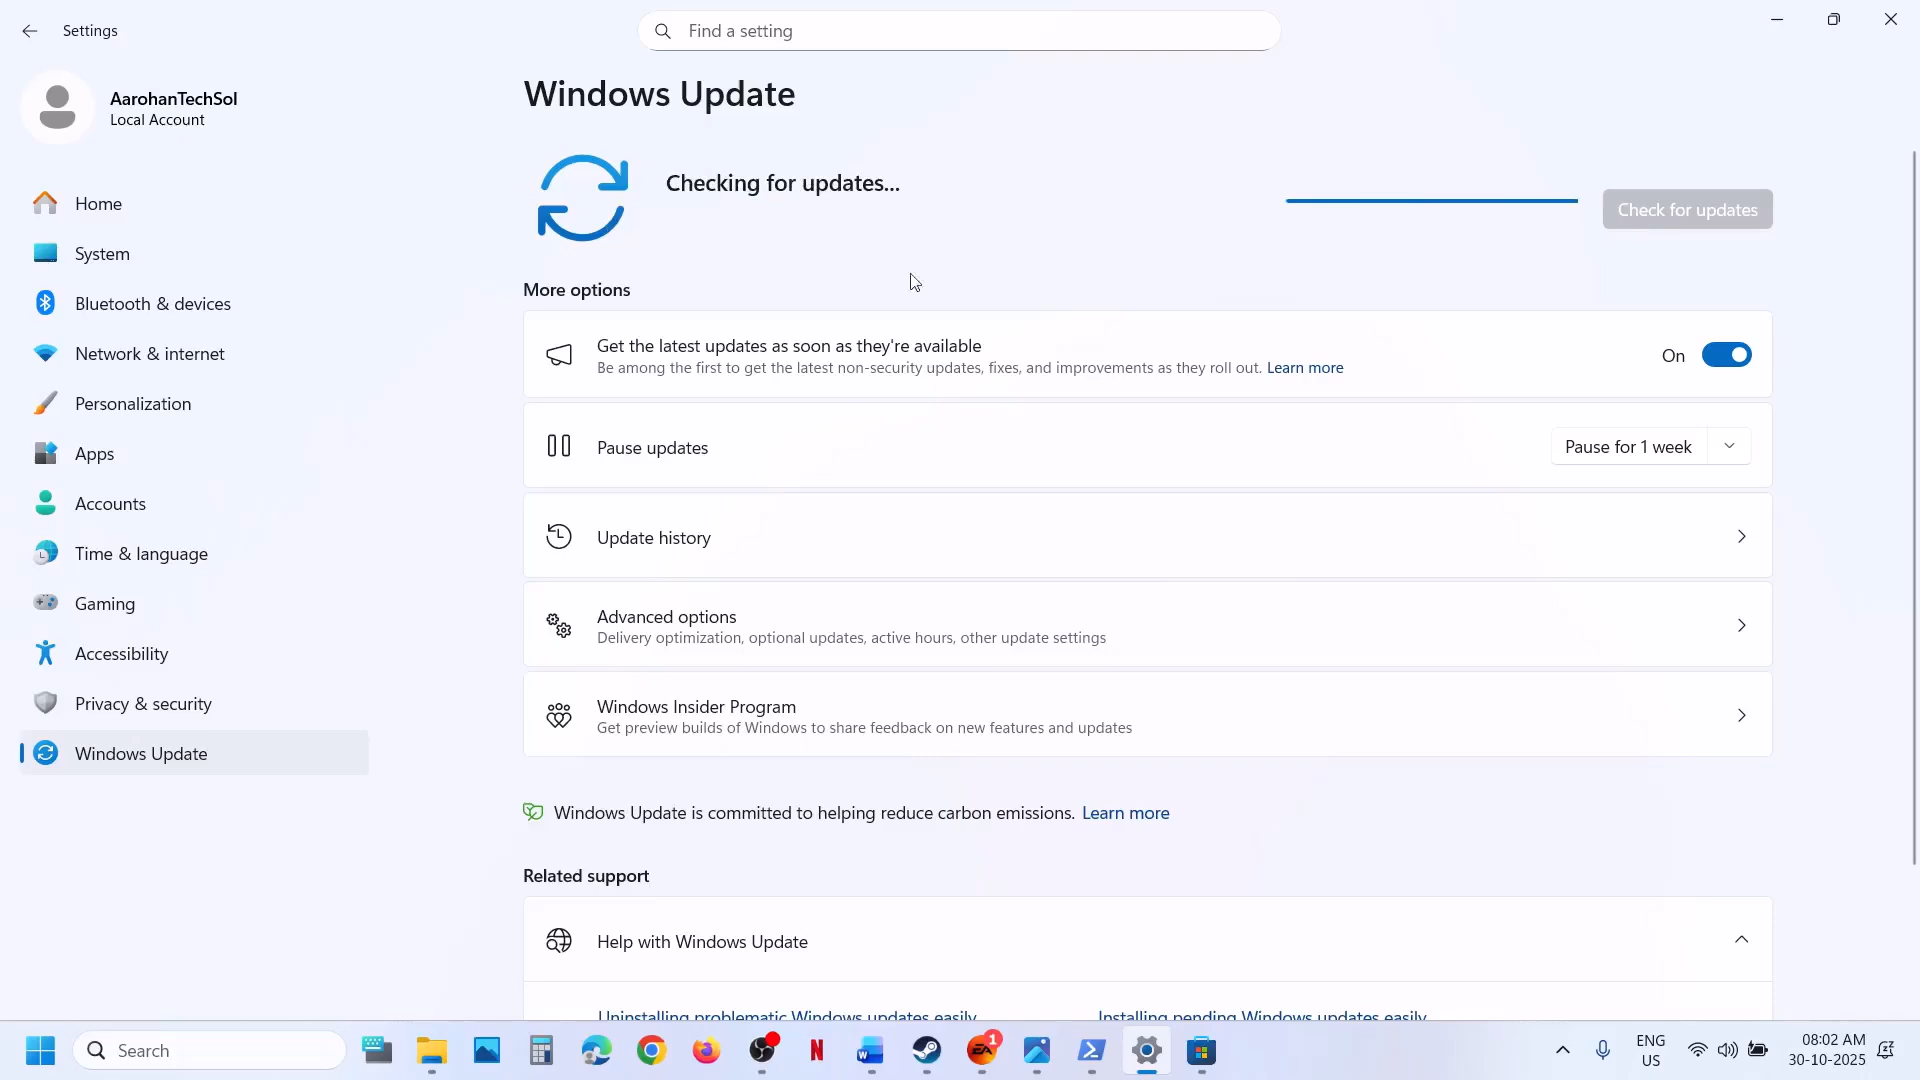 Settings
Find a setting
AarohanTechSol
Local Account
Home
System
Bluetooth & devices
Network & internet
Personalization
Apps
Accounts
Time & language
Gaming
Accessibility
Privacy & security
Windows Update
Windows Update
Checking for updates...
Check for updates
More options
Get the latest updates as soon as they're available
Be among the first to get the latest non-security updates, fixes, and improvements as they roll out. Learn more
On
Pause updates
Pause for 1 week
Update history
Advanced options
Delivery optimization, optional updates, active hours, other update settings
Windows Insider Program
Get preview builds of Windows to share feedback on new features and updates
Windows Update is committed to helping reduce carbon emissions. Learn more
Related support
Help with Windows Update
Uninstalling problematic Windows updates easily
Installing pending Windows updates easily
Search
N
W
EA
1
ENG
US
08:02 AM
30-10-2025